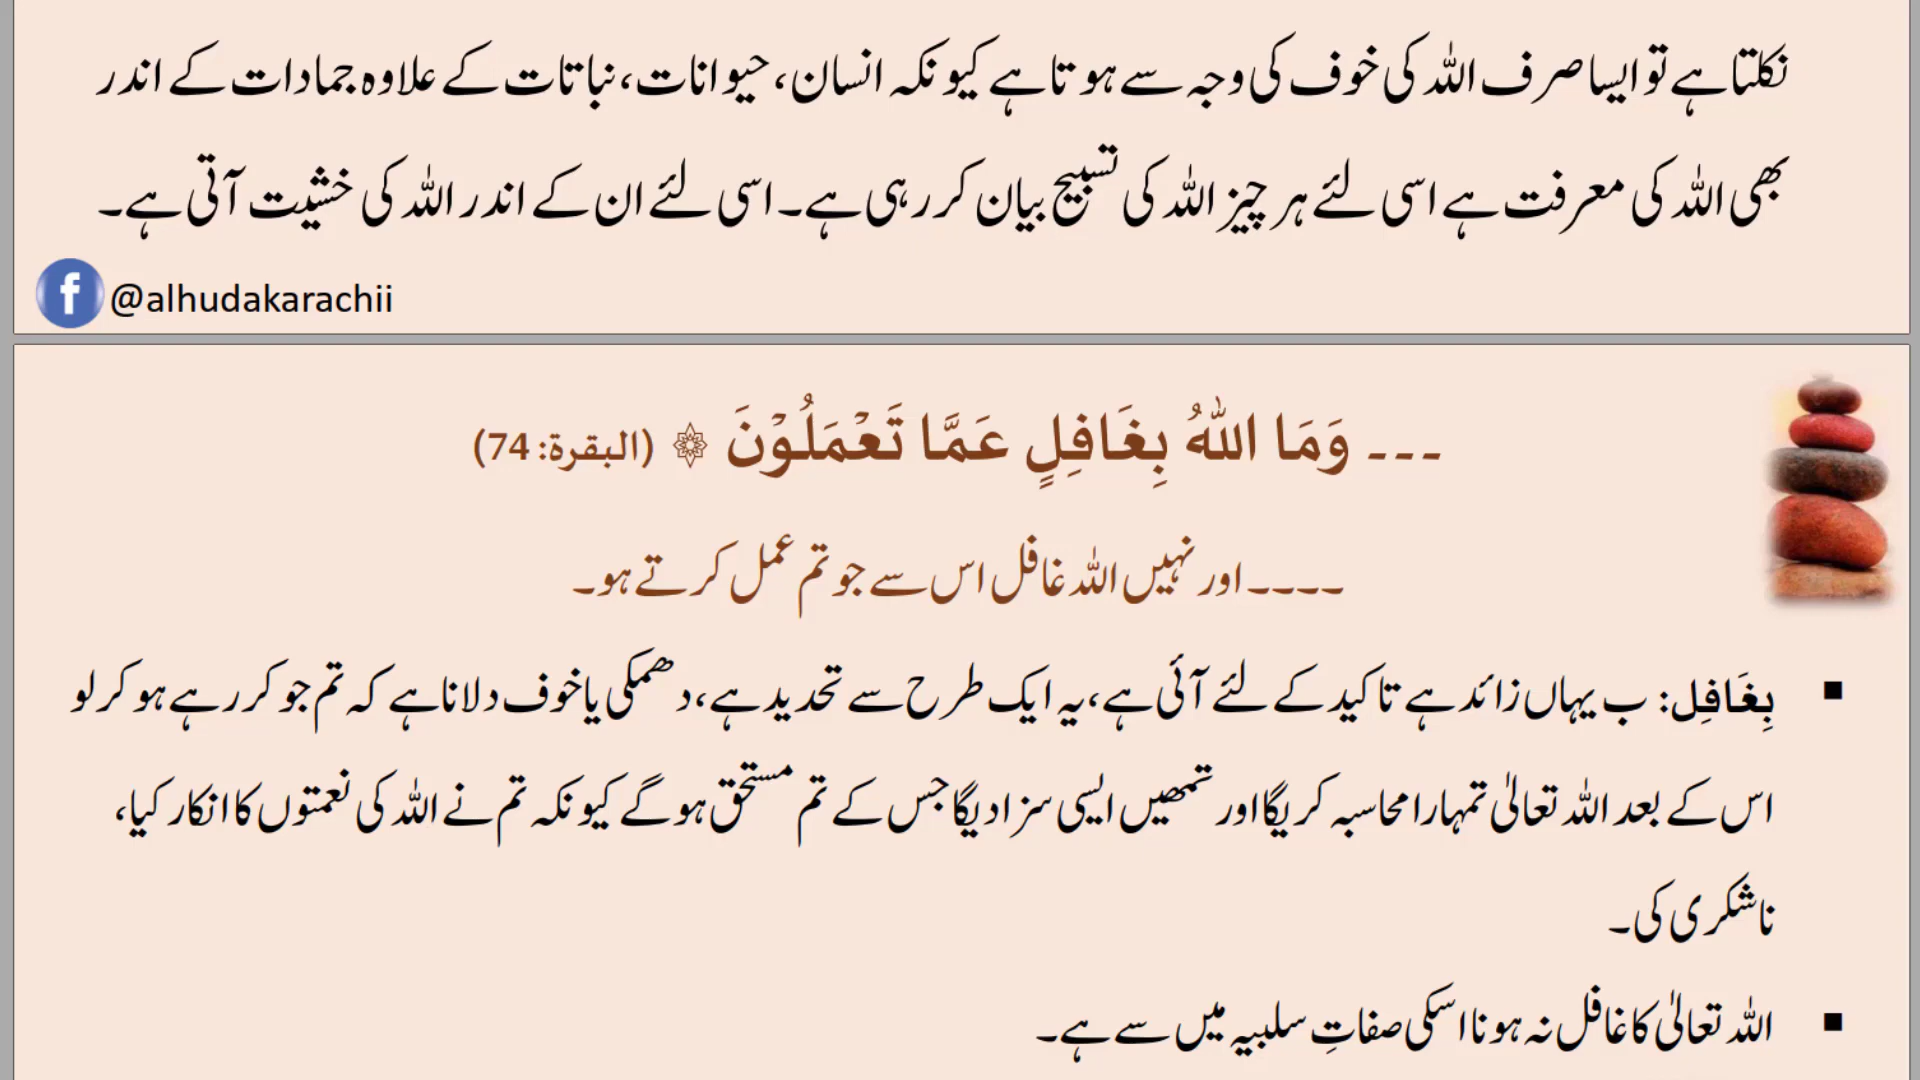 نکلتا ہے تو ایسا صرف اللہ کی خوف کی وجہ سے ہوتا ہے کیونکہ انسان، حیوانات، نباتات کے علاوہ جمادات کے اندر
بھی اللہ کی معرفت ہے اسی لئے ہر چیز اللہ کی تسبیح بیان کر رہی ہے۔ اسی لئے ان کے اندر اللہ کی خشیت آتی ہے۔
@alhudakarachii
--- وَمَا اللّٰهُ بِغَافِلٍ عَمَّا تَعْمَلُوْنَ ۞ (البقرة: 74)
۔۔۔۔ اور نہیں اللہ غافل اس سے جو تم عمل کرتے ہو۔
▪ بِغَافِل: ب یہاں زائد ہے تاکید کے لئے آئی ہے، یہ ایک طرح سے تحدید ہے، دھمکی یا خوف دلانا ہے کہ تم جو کر رہے ہو کر لو
اس کے بعد اللہ تعالیٰ تمہارا محاسبہ کریگا اور تمھیں ایسی سزا دیگا جس کے تم مستحق ہوگے کیونکہ تم نے اللہ کی نعمتوں کا انکار کیا،
ناشکری کی۔
▪ اللہ تعالیٰ کا غافل نہ ہونا اسکی صفاتِ سلبیہ میں سے ہے۔